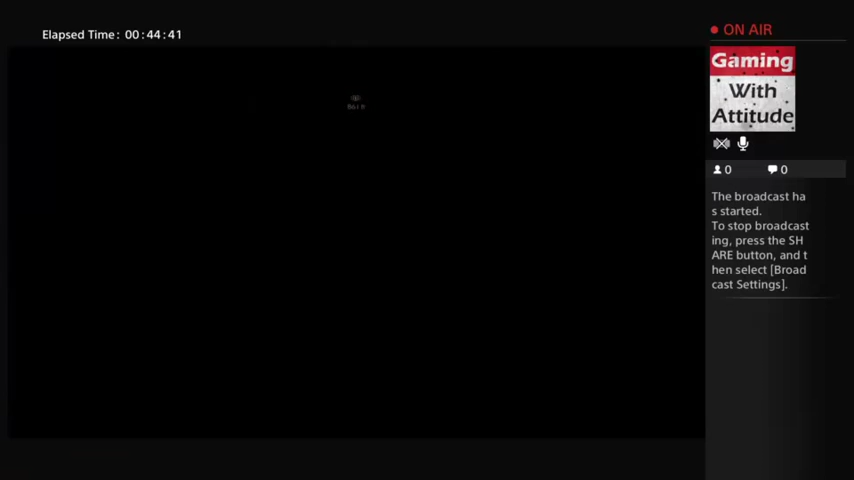 Elapsed Time: 00:44:41
ON AIR
Gaming
With
Attitude
0 0
The broadcast ha
s started.
To stop broadcast
ing, press the SH
ARE button, and t
hen select [Broad
cast Settings].